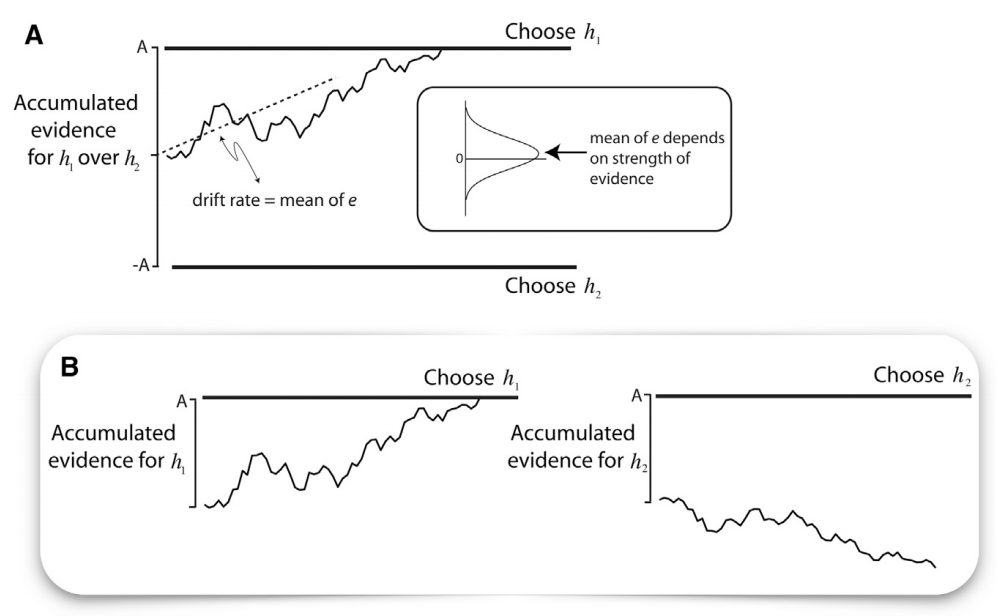 A
Choose h₁
A
Accumulated
evidence
for h₁ over h₂
drift rate = mean of e
0
mean of e depends
on strength of
evidence
-A
Choose h₂
B
Choose h₁
A
Accumulated
evidence for h₁
Choose h₂
A
Accumulated
evidence for h₂